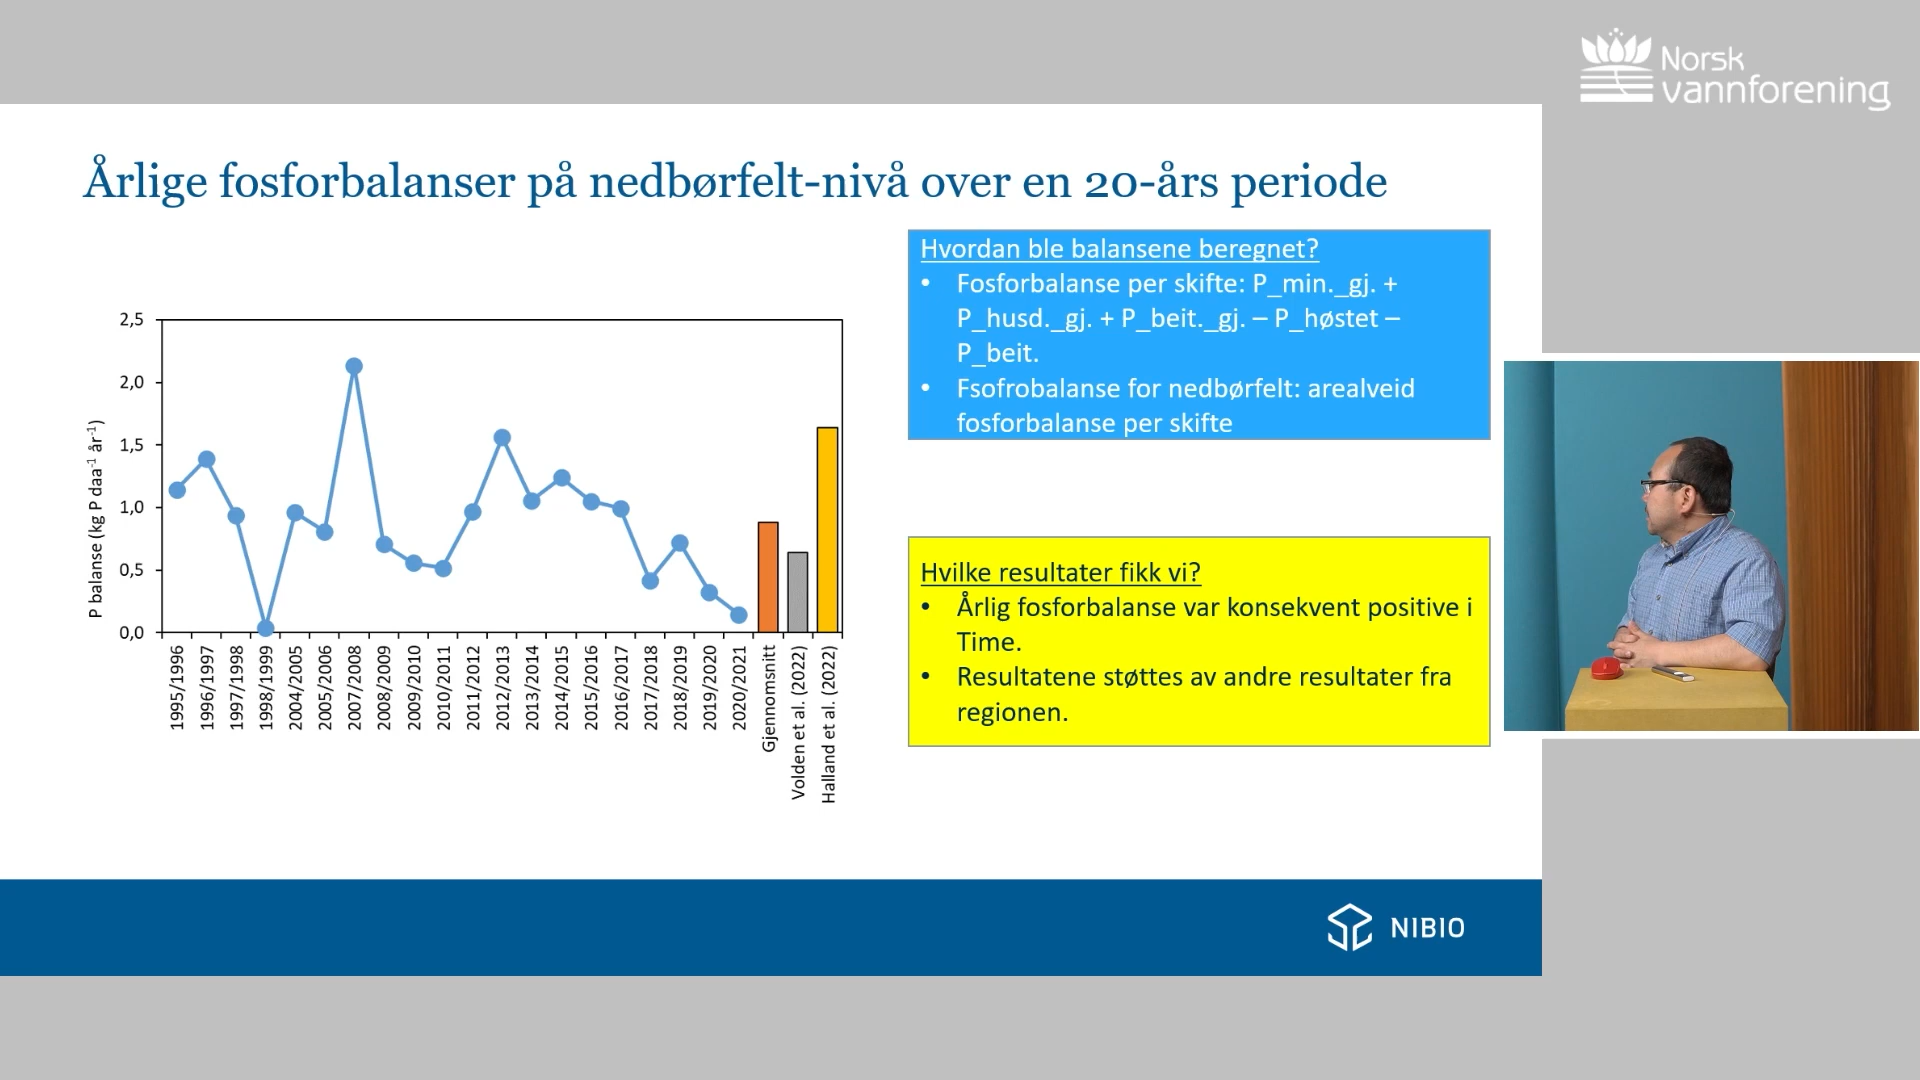 Norsk
vannforening
Årlige fosforbalanser på nedbørfelt-nivå over en 20-års periode
Hvordan ble balansene beregnet?
• Fosforbalanse per skifte: P_min._gj. +
P_husd._gj. + P_beit._gj. – P_høstet –
P_beit.
• Fsofrobalanse for nedbørfelt: arealveid
fosforbalanse per skifte
P balanse (kg P daa⁻¹ år⁻¹)
2,5
2,0
1,5
1,0
0,5
0,0
1995/1996
1996/1997
1997/1998
1998/1999
2004/2005
2005/2006
2007/2008
2008/2009
2009/2010
2010/2011
2011/2012
2012/2013
2013/2014
2014/2015
2015/2016
2016/2017
2017/2018
2018/2019
2019/2020
2020/2021
Gjennomsnitt
Volden et al. (2022)
Halland et al. (2022)
Hvilke resultater fikk vi?
• Årlig fosforbalanse var konsekvent positive i
Time.
• Resultatene støttes av andre resultater fra
regionen.
NIBIO